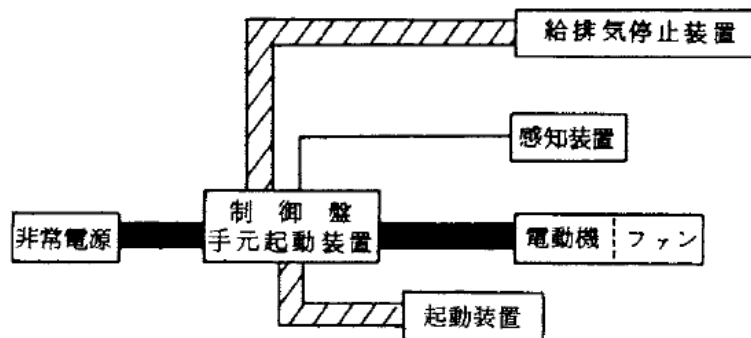 給排気停止装置
感知装置
制御盤
手元起動装置
非常電源
電動機
ファン
起動装置